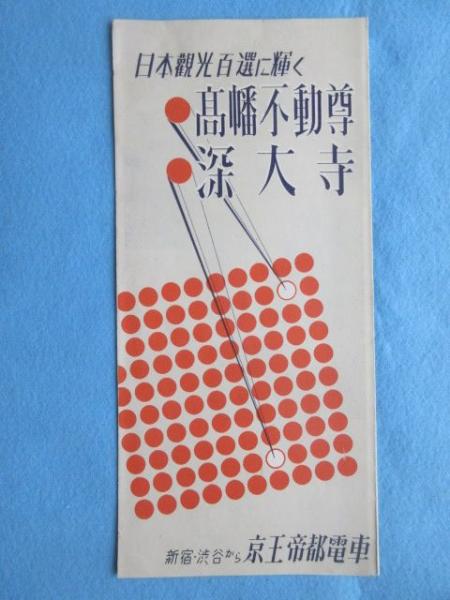 日本觀光百選に輝く
髙幡不動尊
深大寺
新宿・渋谷から 京王帝都電車